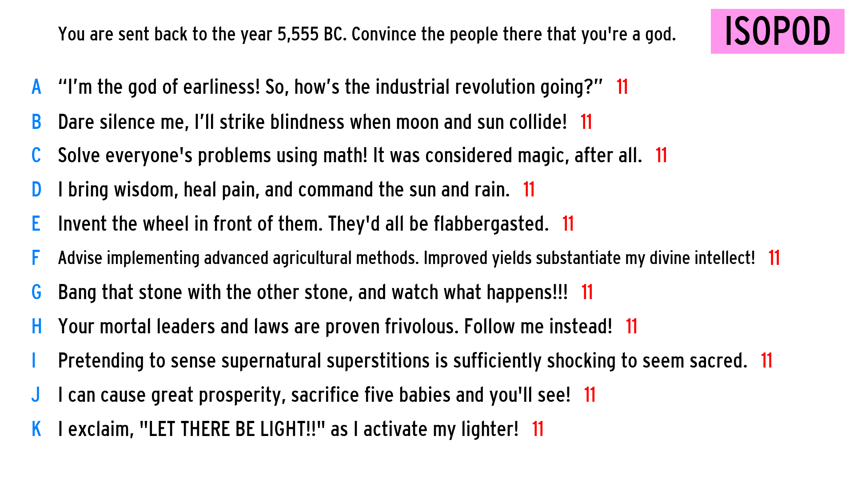 You are sent back to the year 5,555 BC. Convince the people there that you're a god.
ISOPOD
A “I’m the god of earliness! So, how’s the industrial revolution going?” 11
B Dare silence me, I’ll strike blindness when moon and sun collide! 11
C Solve everyone's problems using math! It was considered magic, after all. 11
D I bring wisdom, heal pain, and command the sun and rain. 11
E Invent the wheel in front of them. They'd all be flabbergasted. 11
F Advise implementing advanced agricultural methods. Improved yields substantiate my divine intellect! 11
G Bang that stone with the other stone, and watch what happens!!! 11
H Your mortal leaders and laws are proven frivolous. Follow me instead! 11
I Pretending to sense supernatural superstitions is sufficiently shocking to seem sacred. 11
J I can cause great prosperity, sacrifice five babies and you'll see! 11
K I exclaim, "LET THERE BE LIGHT!!" as I activate my lighter! 11